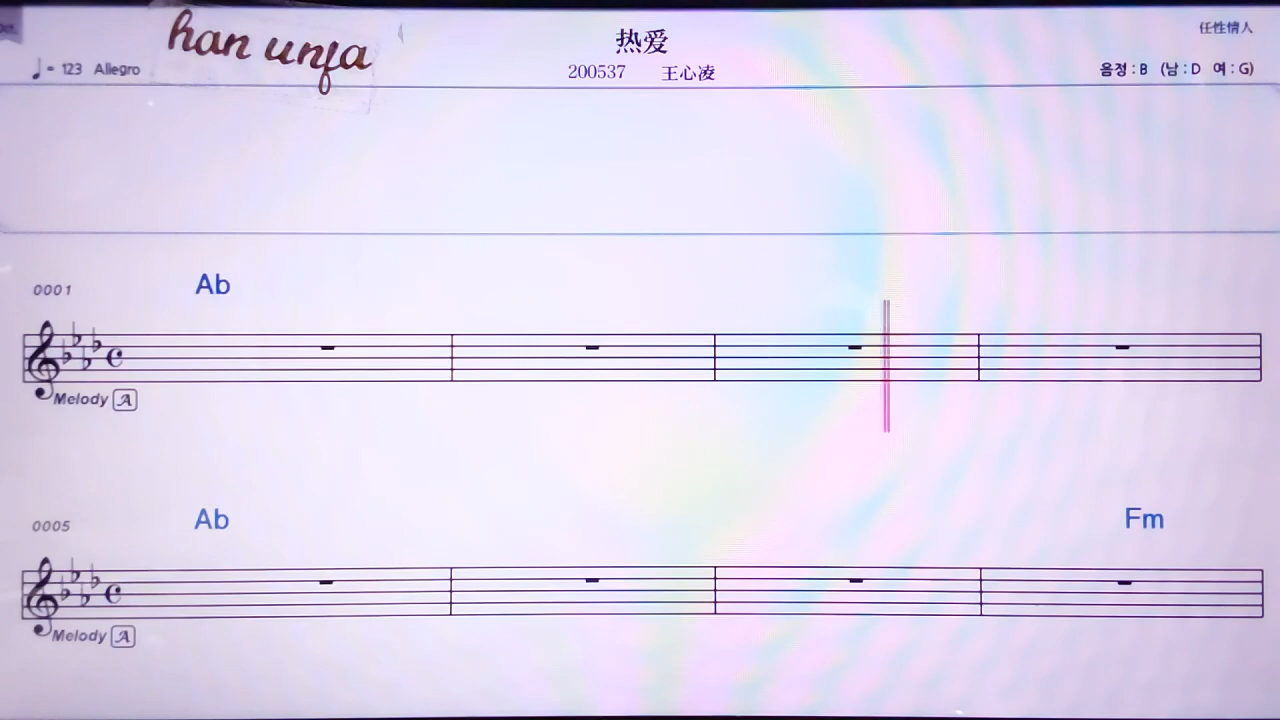 han unfa
热爱
任性情人
♩= 123 Allegro
200537 王心凌
음정 : B (남 : D 여 : G)
0001
Ab
Melody A
0005
Ab
Fm
Melody A